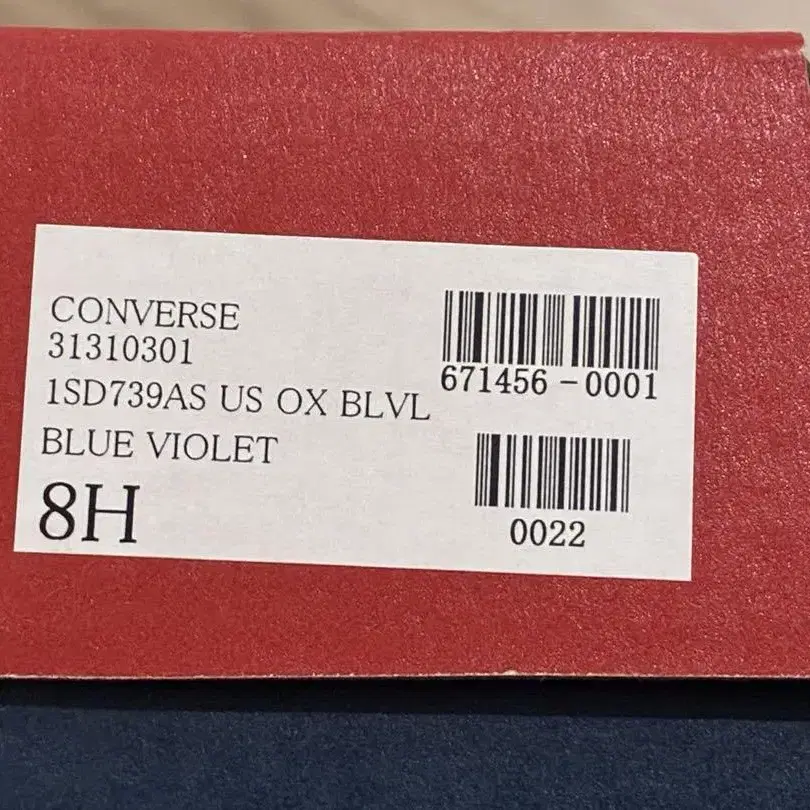 CONVERSE
31310301
1SD739AS US OX BLVL
BLUE VIOLET
8H
671456-0001
0022